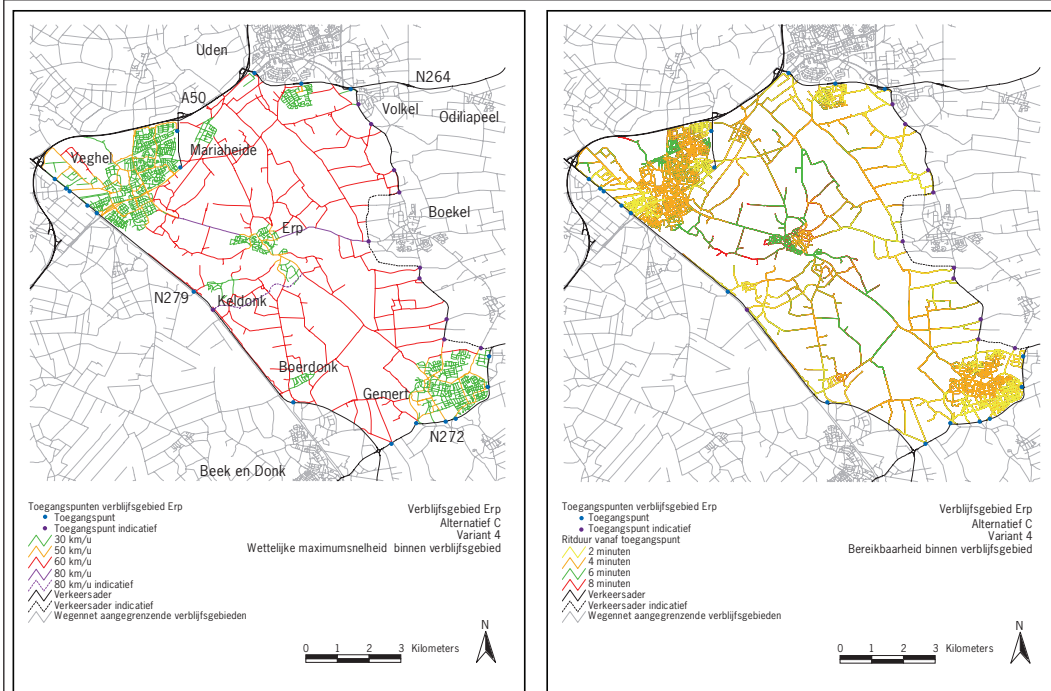 Uden
N264
A50
Volkel
Odiliapeel
Veghel
Mariaheide
Boekel
Erp
N279
Keldonk
Boerdonk
Gemert
N272
Beek en Donk
Toegangspunten verblijfsgebied Erp
Toegangspunt
Toegangspunt indicatief
30 km/u
50 km/u
60 km/u
80 km/u
80 km/u indicatief
Verkeersader
Verkeersader indicatief
Wegennet aangegrenzende verblijfsgebieden
Verblijfsgebied Erp
Alternatief C
Variant 4
Wettelijke maximumsnelheid binnen verblijfsgebied
N
0 1 2 3 Kilometers
Toegangspunten verblijfsgebied Erp
Toegangspunt
Toegangspunt indicatief
Ritduur vanaf toegangspunt
2 minuten
4 minuten
6 minuten
8 minuten
Verkeersader
Verkeersader indicatief
Wegennet aangegrenzende verblijfsgebieden
Verblijfsgebied Erp
Alternatief C
Variant 4
Bereikbaarheid binnen verblijfsgebied
N
0 1 2 3 Kilometers